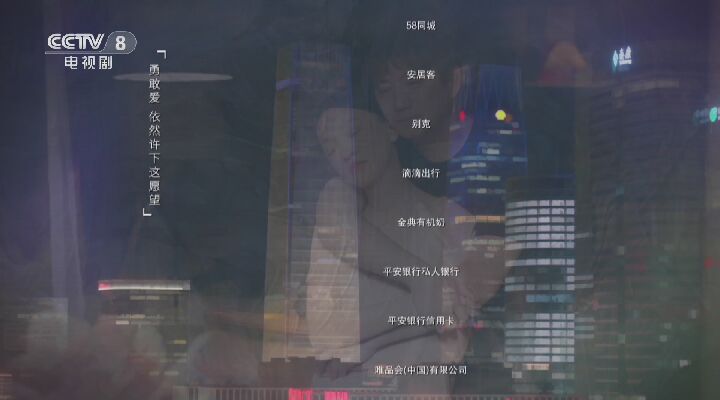 CCTV 8
电视剧
勇敢爱 依然许下这愿望
58同城
安居客
别克
滴滴出行
金典有机奶
平安银行私人银行
平安银行信用卡
唯品会(中国)有限公司